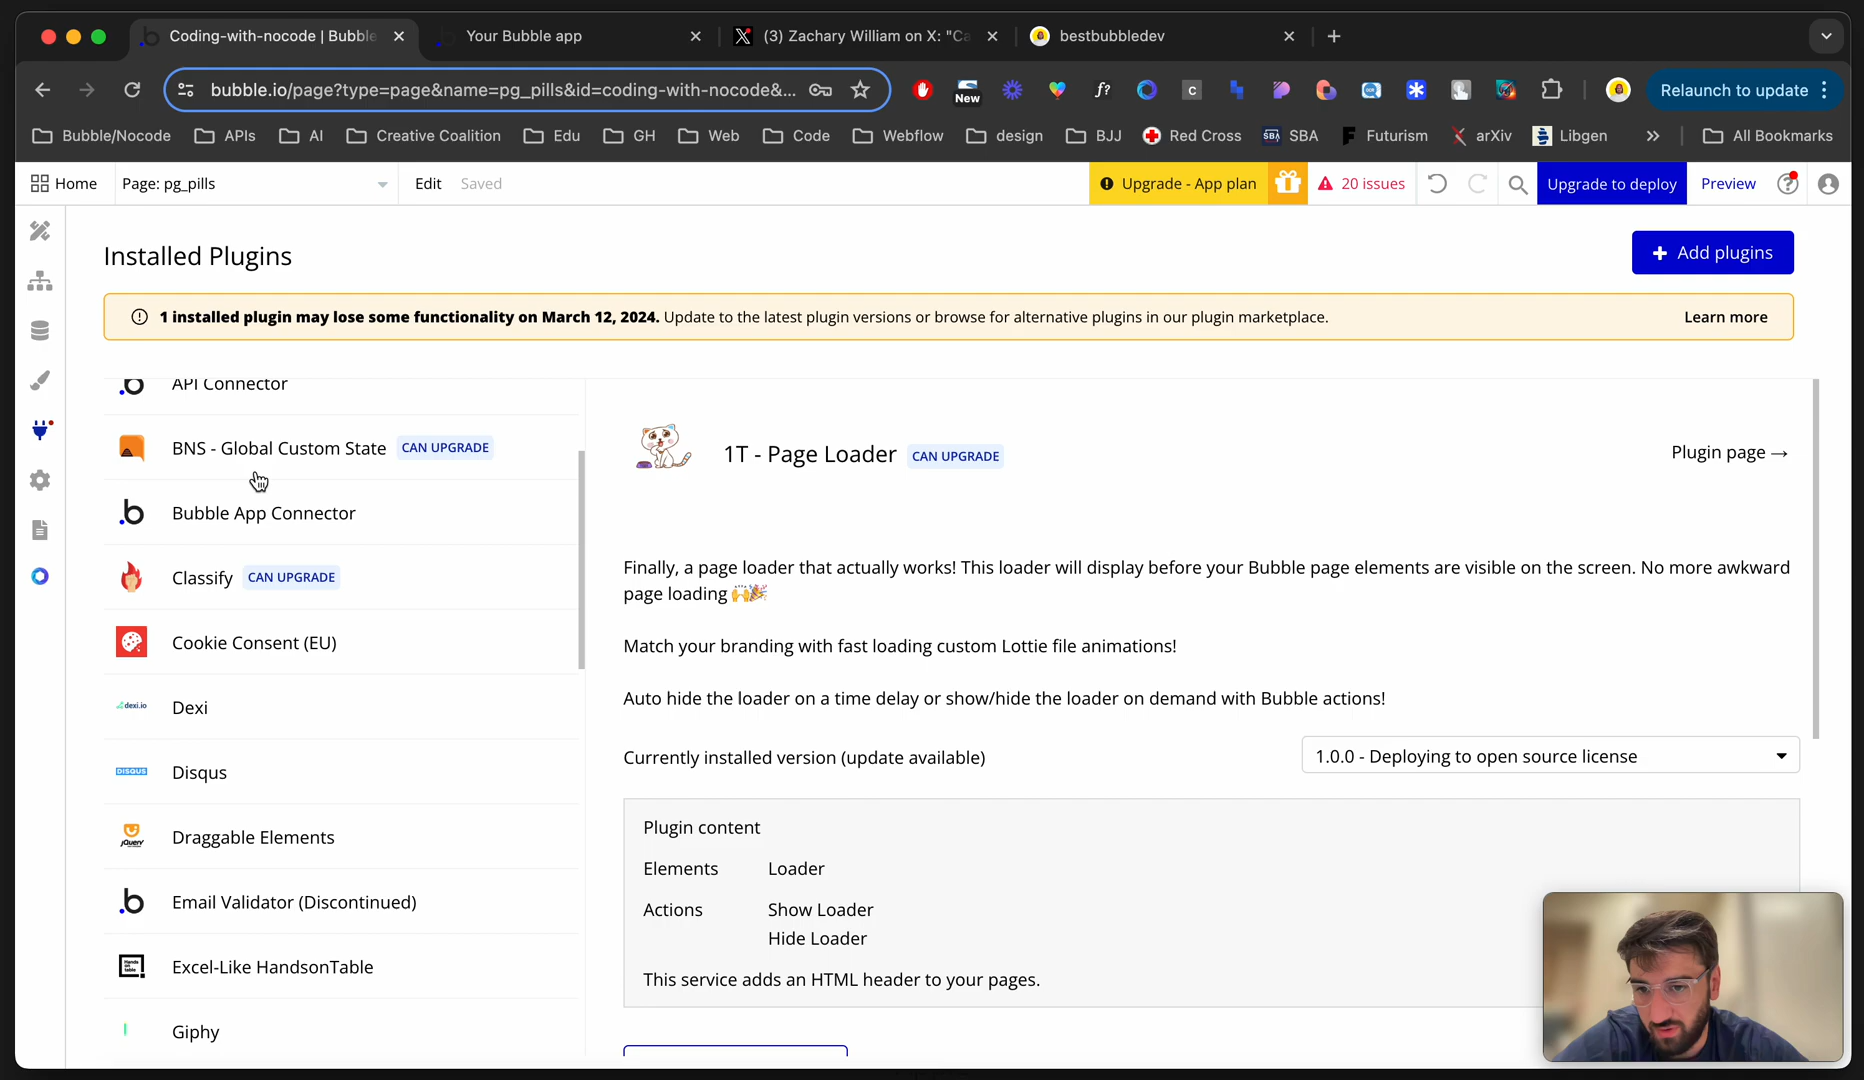 Coding-with-nocode | Bubble
Your Bubble app
(3) Zachary William on X: "Ca
bestbubbledev
bubble.io/page?type=page&name=pg_pills&id=coding-with-nocode&...
New
f?
C
Relaunch to update
Bubble/Nocode
APIs
AI
Creative Coalition
Edu
GH
Web
Code
Webflow
design
BJJ
Red Cross
SBA
SBA
Futurism
arXiv
Libgen
All Bookmarks
Home
Page: pg_pills
Edit
Saved
Upgrade - App plan
20 issues
Upgrade to deploy
Preview
Installed Plugins
+ Add plugins
1 installed plugin may lose some functionality on March 12, 2024. Update to the latest plugin versions or browse for alternative plugins in our plugin marketplace.
Learn more
.b API Connector
BNS - Global Custom State CAN UPGRADE
.b Bubble App Connector
Classify CAN UPGRADE
Cookie Consent (EU)
dexi.io Dexi
DISQUS Disqus
jQuery Draggable Elements
.b Email Validator (Discontinued)
Excel-Like HandsonTable
Giphy
1T - Page Loader CAN UPGRADE
Plugin page →
Finally, a page loader that actually works! This loader will display before your Bubble page elements are visible on the screen. No more awkward
page loading 🙌🎉
Match your branding with fast loading custom Lottie file animations!
Auto hide the loader on a time delay or show/hide the loader on demand with Bubble actions!
Currently installed version (update available)
1.0.0 - Deploying to open source license
Plugin content
Elements Loader
Actions Show Loader
Hide Loader
This service adds an HTML header to your pages.